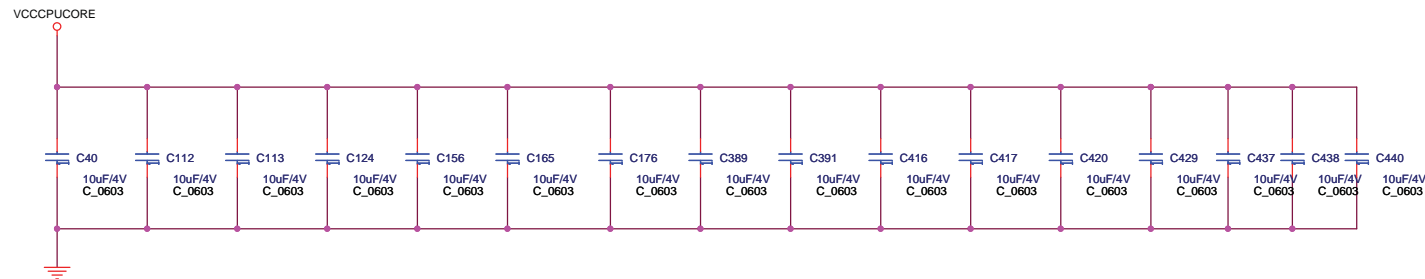 VCCCPUCORE
C40
10uF/4V
C_0603
C112
10uF/4V
C_0603
C113
10uF/4V
C_0603
C124
10uF/4V
C_0603
C156
10uF/4V
C_0603
C165
10uF/4V
C_0603
C176
10uF/4V
C_0603
C389
10uF/4V
C_0603
C391
10uF/4V
C_0603
C416
10uF/4V
C_0603
C417
10uF/4V
C_0603
C420
10uF/4V
C_0603
C429
10uF/4V
C_0603
C437
10uF/4V
C_0603
C438
10uF/4V
C_0603
C440
10uF/4V
C_0603